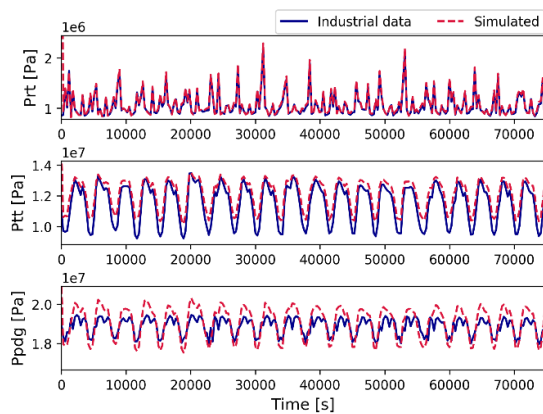 Industrial data Simulated
1e6
Prt [Pa]
2
1
0 10000 20000 30000 40000 50000 60000 70000
1e7
Ptt [Pa]
1.4
1.2
1.0
0 10000 20000 30000 40000 50000 60000 70000
1e7
Ppdg [Pa]
2.0
1.8
0 10000 20000 30000 40000 50000 60000 70000
Time [s]